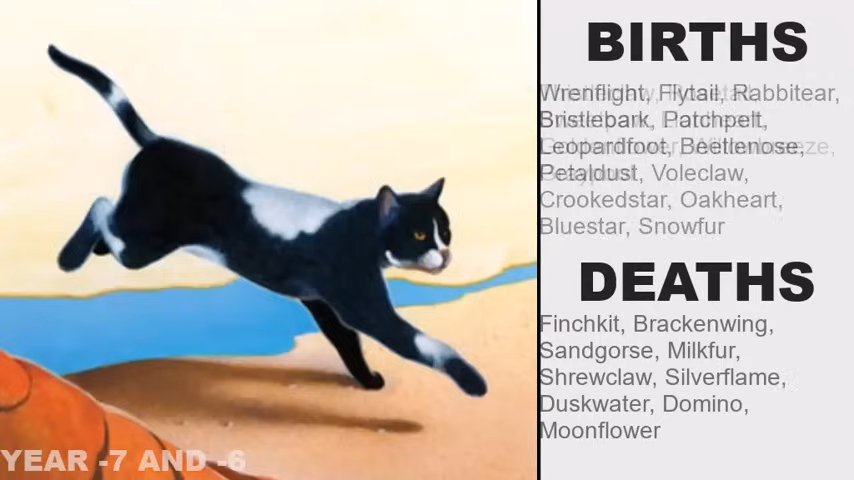 BIRTHS
Wrenflight, Flytail, Rabbitear,
Bristlebark, Patchpelt,
Leopardfoot, Beetlenose,
Petaldust, Voleclaw,
Crookedstar, Oakheart,
Bluestar, Snowfur
DEATHS
Finchkit, Brackenwing,
Sandgorse, Milkfur,
Shrewclaw, Silverflame,
Duskwater, Domino,
Moonflower
YEAR -7 AND -6